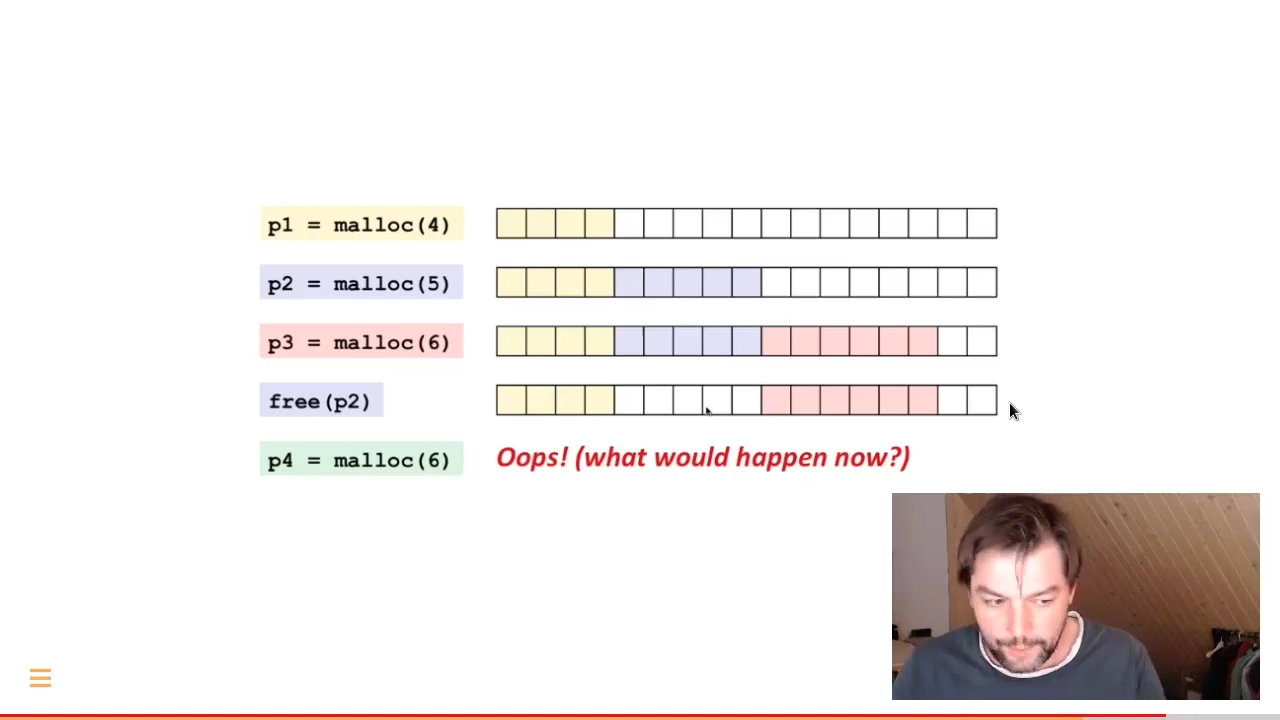 p1 = malloc(4)
p2 = malloc(5)
p3 = malloc(6)
free(p2)
p4 = malloc(6) Oops! (what would happen now?)